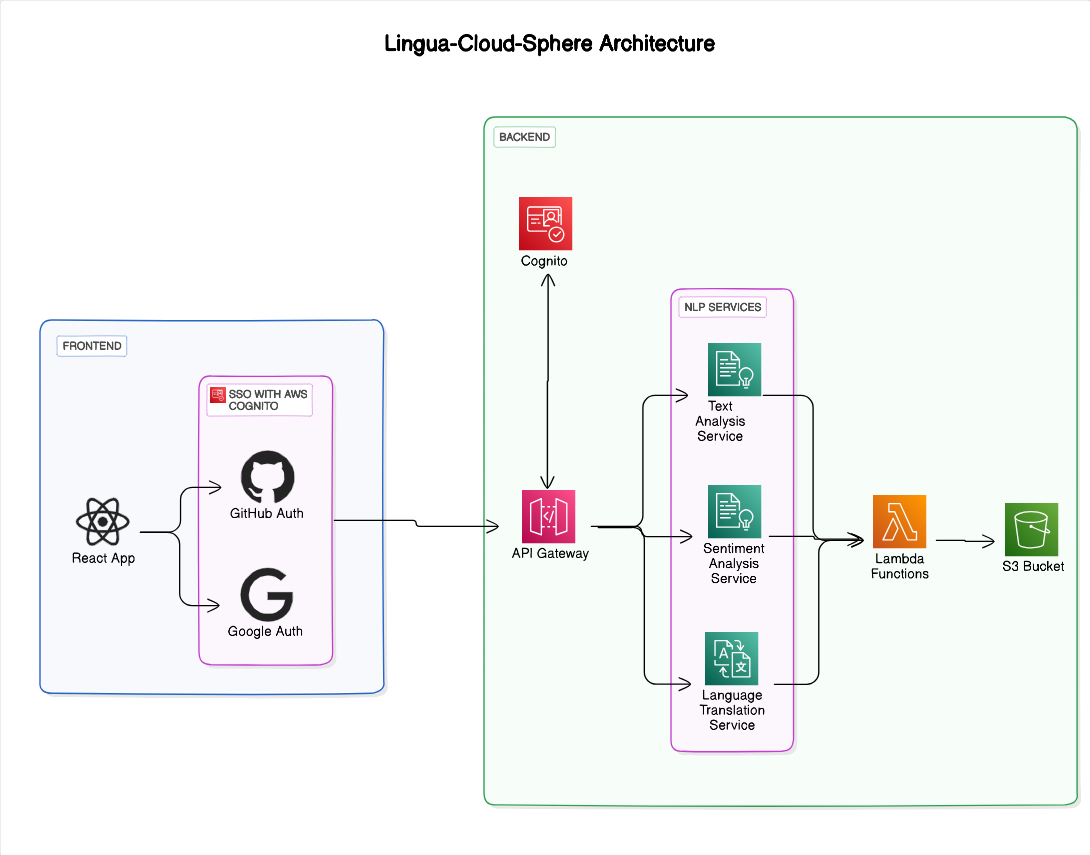 Lingua-Cloud-Sphere Architecture
BACKEND
Cognito
NLP SERVICES
FRONTEND
SSO WITH AWS
COGNITO
Text
Analysis
Service
GitHub Auth
React App
API Gateway
Sentiment
Analysis
Service
Lambda
Functions
S3 Bucket
Google Auth
Language
Translation
Service